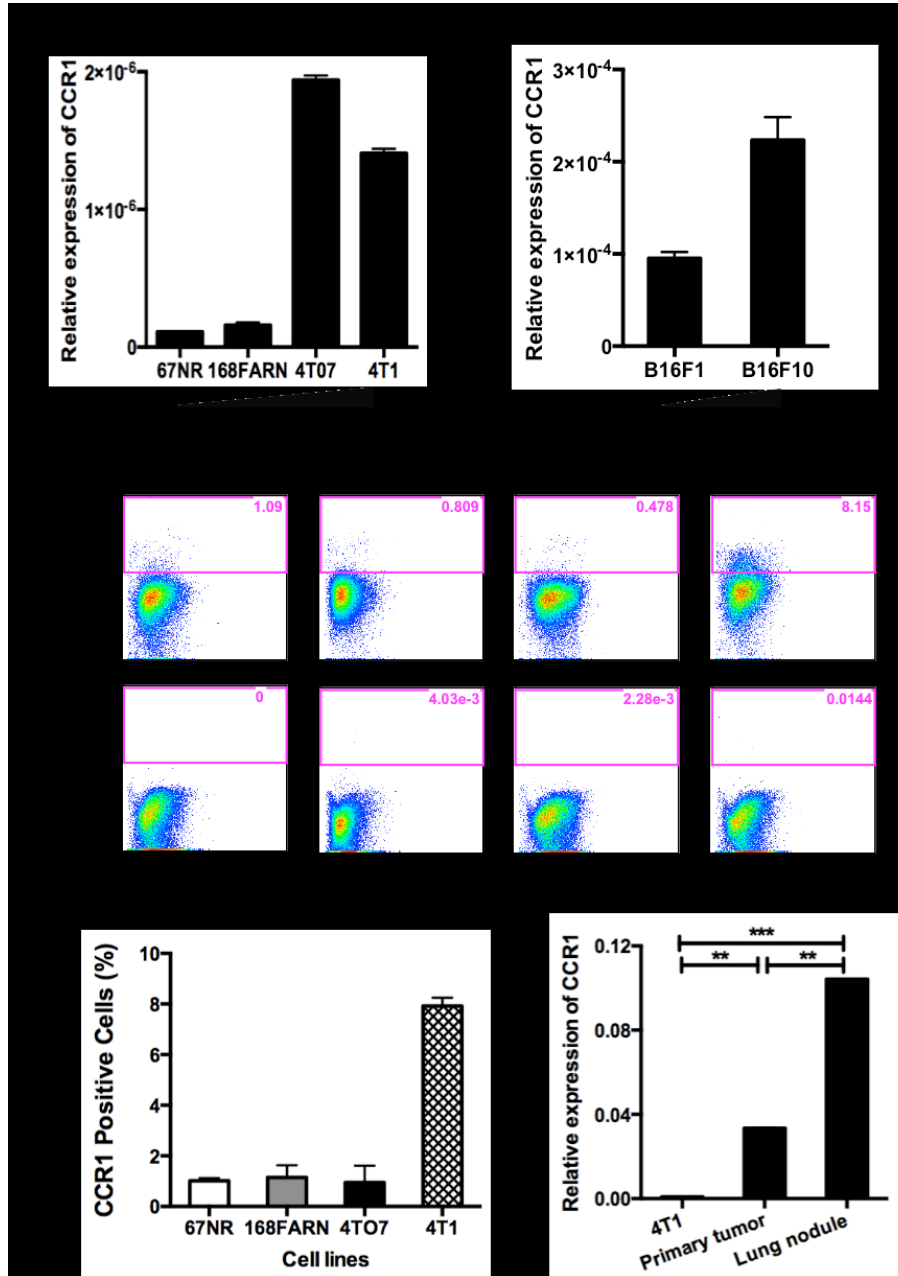 Relative expression of CCR1
2×10⁻⁶
1×10⁻⁶
0
67NR 168FARN 4T07 4T1
Relative expression of CCR1
3×10⁻⁴
2×10⁻⁴
1×10⁻⁴
0
B16F1 B16F10
1.09 0.809 0.478 8.15
0 4.03e-3 2.28e-3 0.0144
CCR1 Positive Cells (%)
10
8
6
4
2
0
67NR 168FARN 4TO7 4T1
Cell lines
Relative expression of CCR1
0.12
0.08
0.04
0.00
***
** **
4T1 Primary tumor Lung nodule